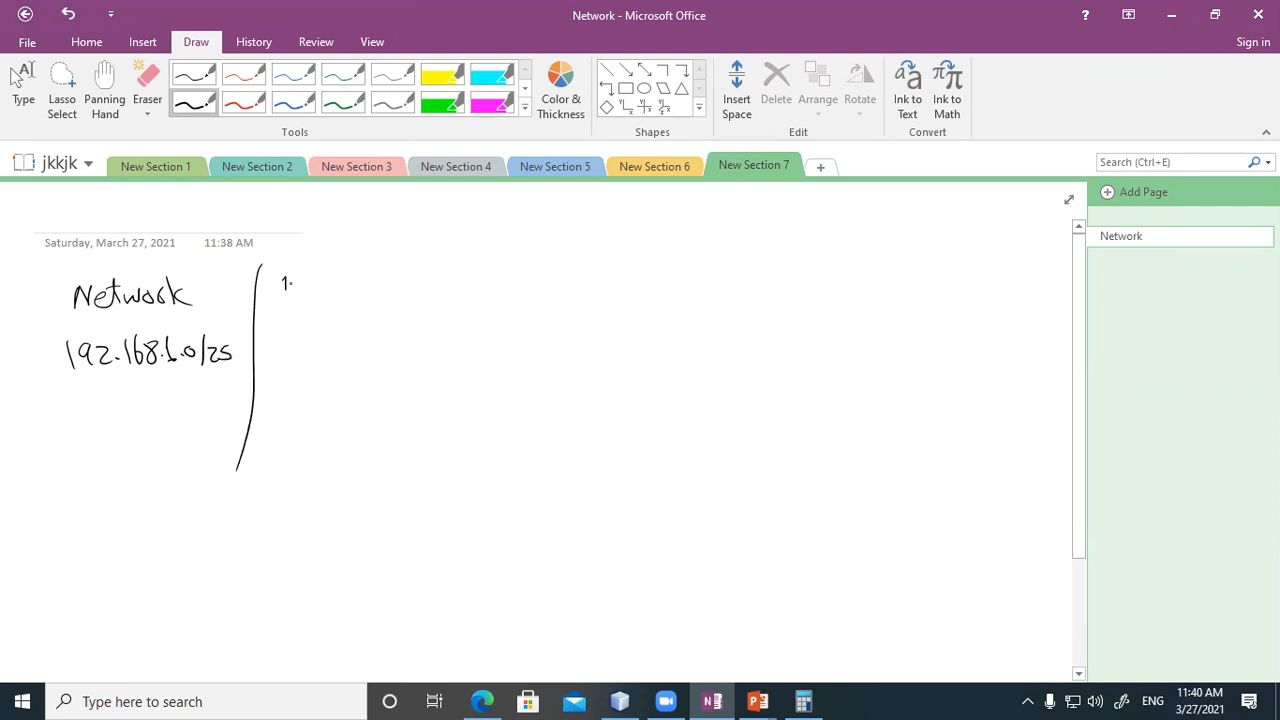 Network - Microsoft Office
?
File
Home
Insert
Draw
History
Review
View
Sign in
Type
Lasso Select
Panning Hand
Eraser
Color & Thickness
Insert Space
Delete
Arrange
Rotate
Ink to Text
Ink to Math
Tools
Shapes
Edit
Convert
jkkjk
New Section 1
New Section 2
New Section 3
New Section 4
New Section 5
New Section 6
New Section 7
Search (Ctrl+E)
Add Page
Network
Saturday, March 27, 2021 11:38 AM
Network
192.168.1.0/25
1.
Type here to search
ENG
11:40 AM
3/27/2021